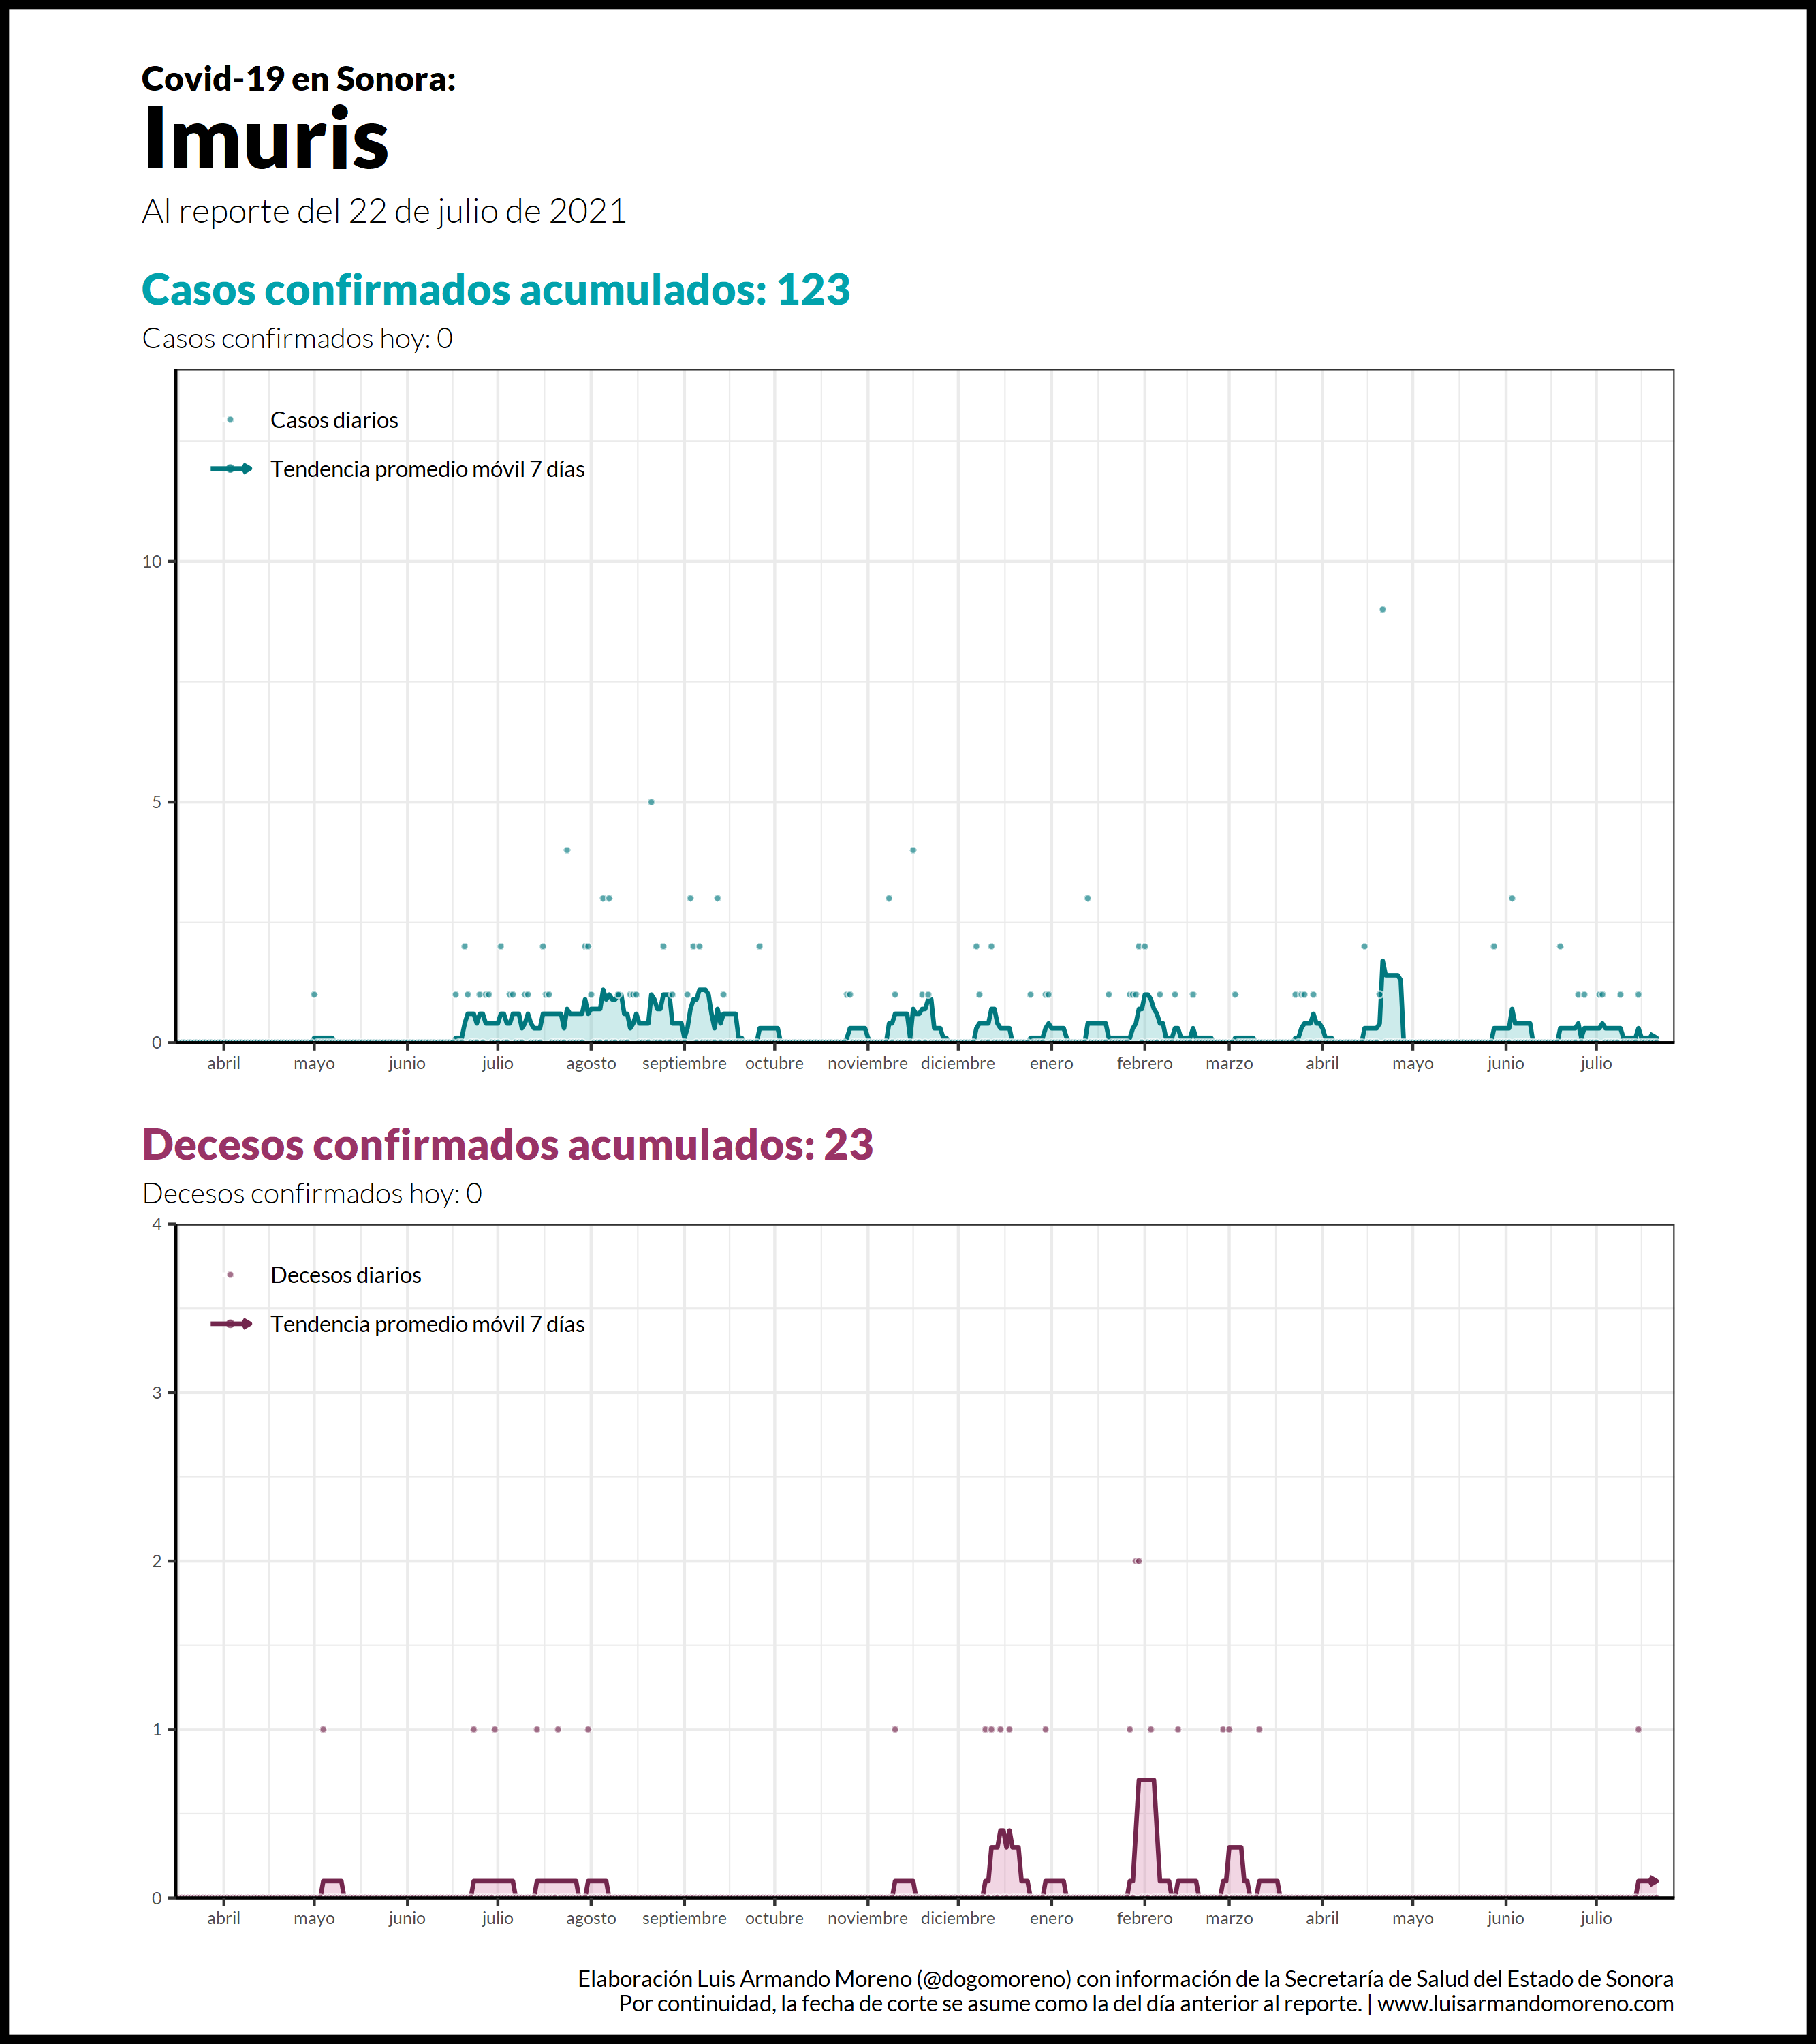 Covid-19 en Sonora:
Imuris
Al reporte del 22 de julio de 2021
Casos confirmados acumulados: 123
Casos confirmados hoy: 0
Casos diarios
Tendencia promedio móvil 7 días
10
5
0
abril mayo junio julio agosto septiembre octubre noviembre diciembre enero febrero marzo abril mayo junio julio
Decesos confirmados acumulados: 23
Decesos confirmados hoy: 0
4
Decesos diarios
Tendencia promedio móvil 7 días
3
2
1
0
abril mayo junio julio agosto septiembre octubre noviembre diciembre enero febrero marzo abril mayo junio julio
Elaboración Luis Armando Moreno (@dogomoreno) con información de la Secretaría de Salud del Estado de Sonora
Por continuidad, la fecha de corte se asume como la del día anterior al reporte. | www.luisarmandomoreno.com